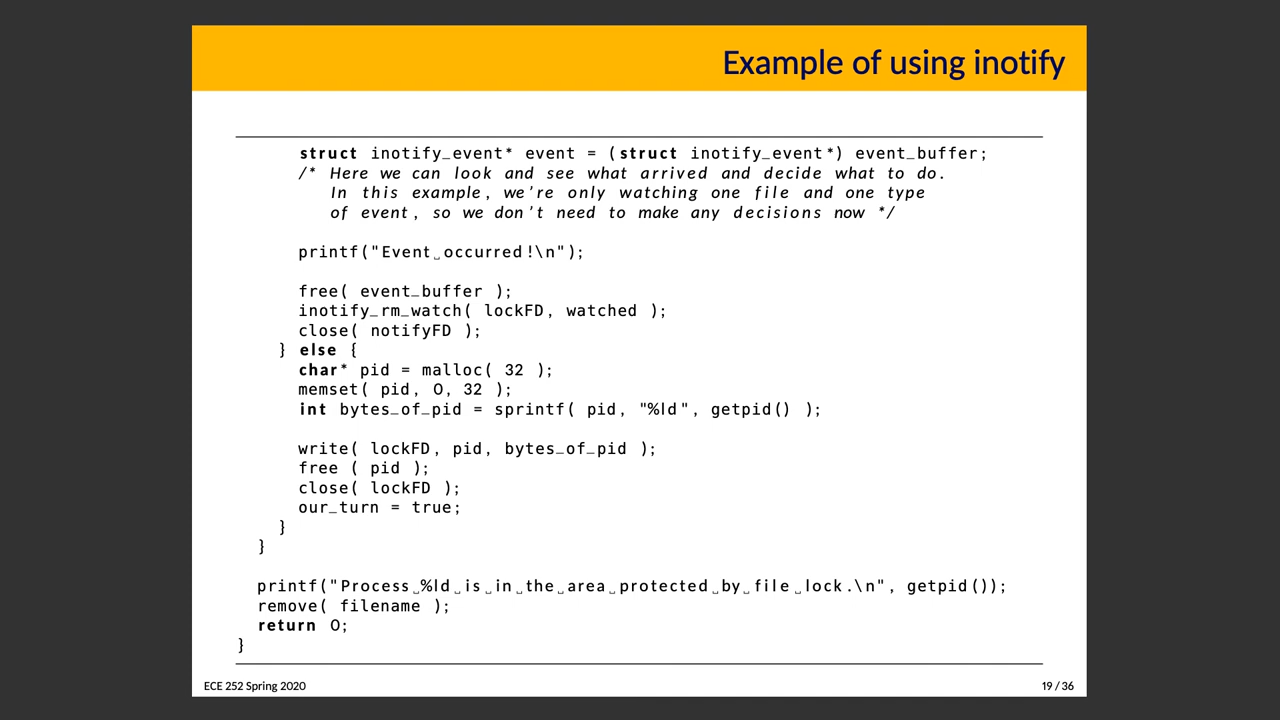 Example of using inotify
struct inotify_event* event = (struct inotify_event*) event_buffer;
/* Here we can look and see what arrived and decide what to do.
In this example, we're only watching one file and one type
of event, so we don't need to make any decisions now */
printf("Event␣occurred!\n");
free( event_buffer );
inotify_rm_watch( lockFD, watched );
close( notifyFD );
} else {
char* pid = malloc( 32 );
memset( pid, 0, 32 );
int bytes_of_pid = sprintf( pid, "%ld", getpid() );
write( lockFD, pid, bytes_of_pid );
free ( pid );
close( lockFD );
our_turn = true;
}
}
printf("Process␣%ld␣is␣in␣the␣area␣protected␣by␣file␣lock.\n", getpid());
remove( filename );
return 0;
}
ECE 252 Spring 2020
19 / 36